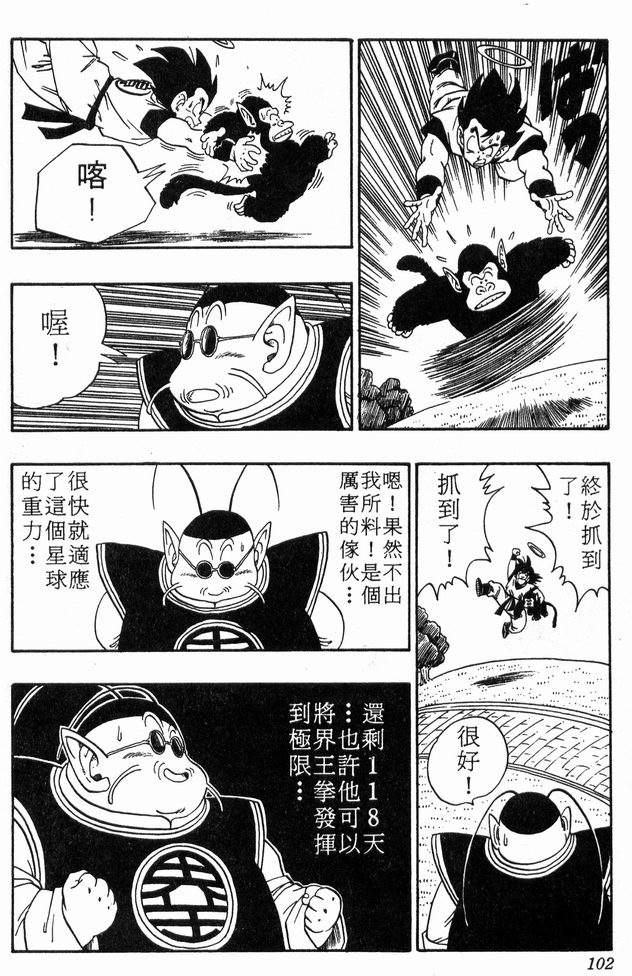 ばっ
喀！
喔！
終於抓到
了！
抓到了！
很好！
嗯！果然不出
我所料！是個
厲害的傢伙…
很快就適應
了這個星球
的重力…
還剩118天
…也許他可以
將界王拳發揮
到極限…
102